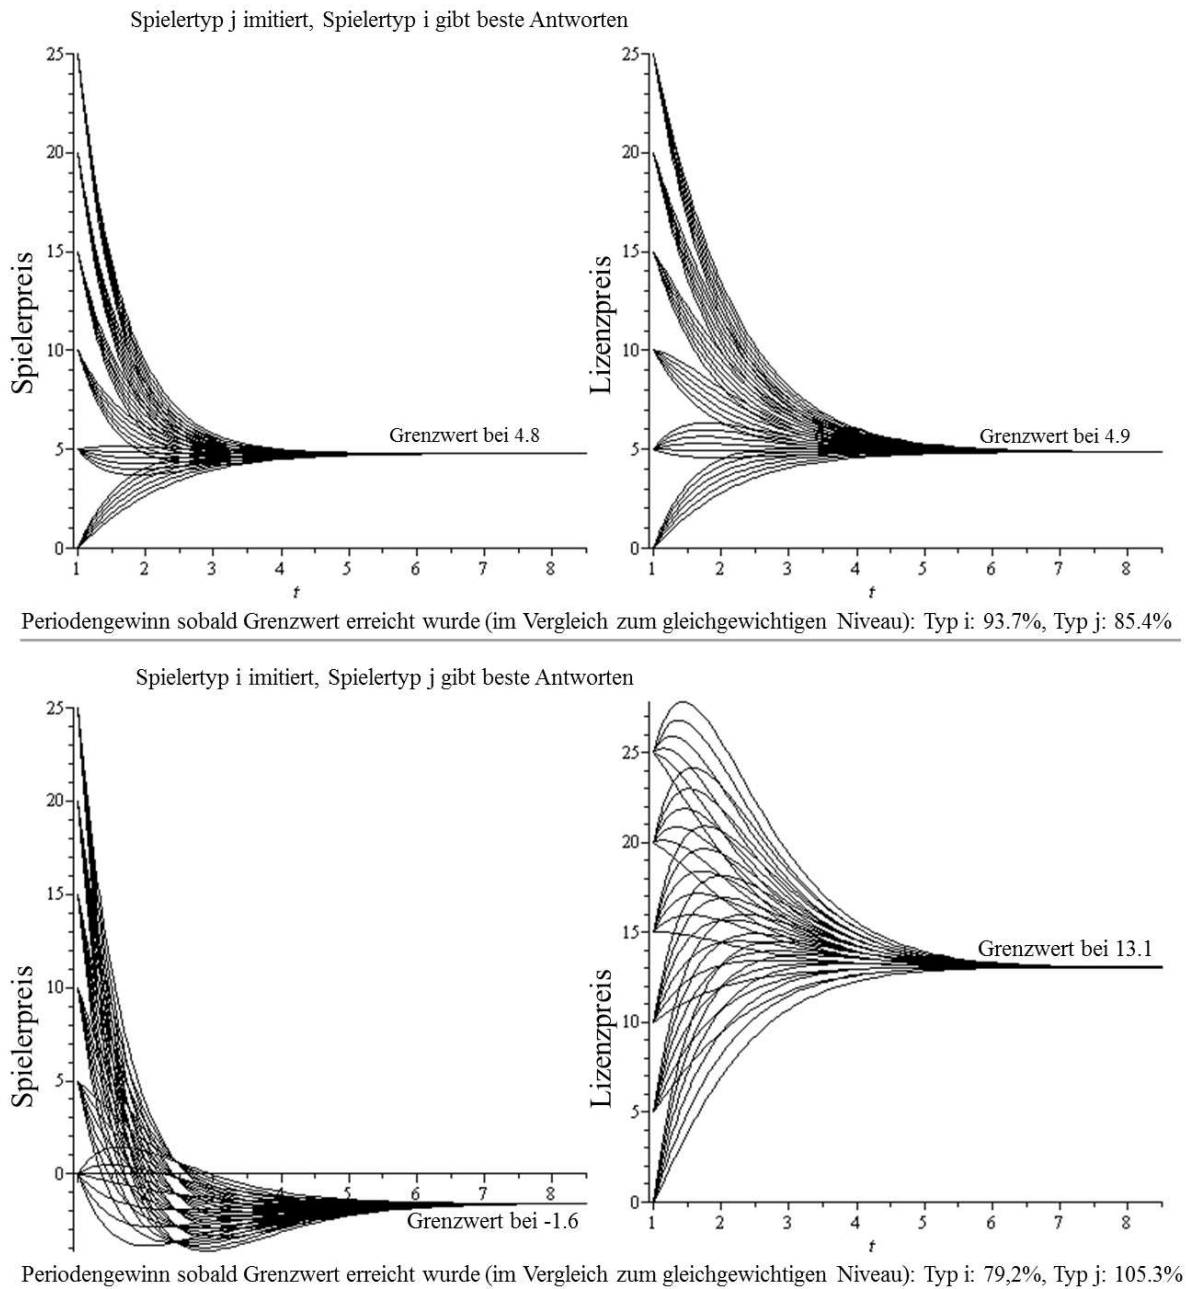 Spielertyp j imitiert, Spielertyp i gibt beste Antworten
25
20
15
10
5
0
Spielerpreis
Grenzwert bei 4.8
1 2 3 4 5 6 7 8
t
25
20
15
10
5
0
Lizenzpreis
Grenzwert bei 4.9
1 2 3 4 5 6 7 8
t
Periodengewinn sobald Grenzwert erreicht wurde (im Vergleich zum gleichgewichtigen Niveau): Typ i: 93.7%, Typ j: 85.4%
Spielertyp i imitiert, Spielertyp j gibt beste Antworten
25
20
15
10
5
0
Spielerpreis
4 5 6 7 8
Grenzwert bei -1.6
25
20
15
10
5
0
Lizenzpreis
Grenzwert bei 13.1
1 2 3 4 5 6 7 8
t
Periodengewinn sobald Grenzwert erreicht wurde (im Vergleich zum gleichgewichtigen Niveau): Typ i: 79,2%, Typ j: 105.3%